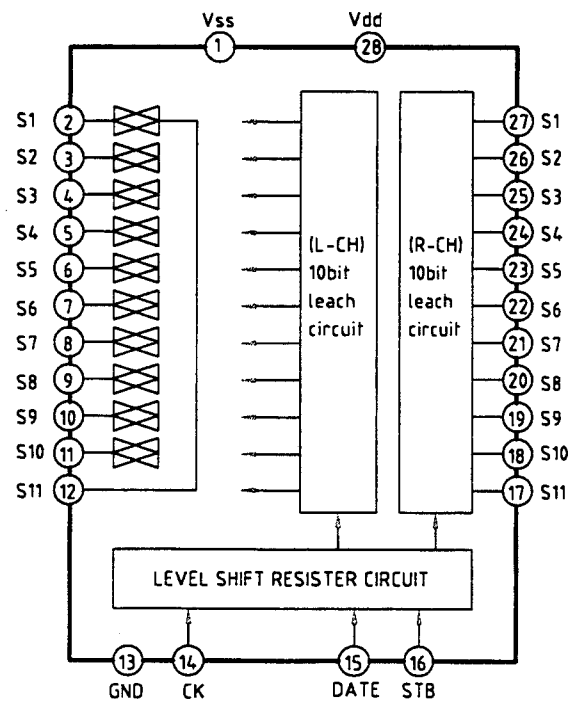 Vss Vdd
1 28
S1 2 27 S1
S2 3 26 S2
S3 4 25 S3
S4 5 24 S4
S5 6 23 S5
S6 7 22 S6
S7 8 21 S7
S8 9 20 S8
S9 10 19 S9
S10 11 18 S10
S11 12 17 S11
(L-CH)
10bit
leach
circuit
(R-CH)
10bit
leach
circuit
LEVEL SHIFT RESISTER CIRCUIT
13 14 15 16
GND CK DATE STB